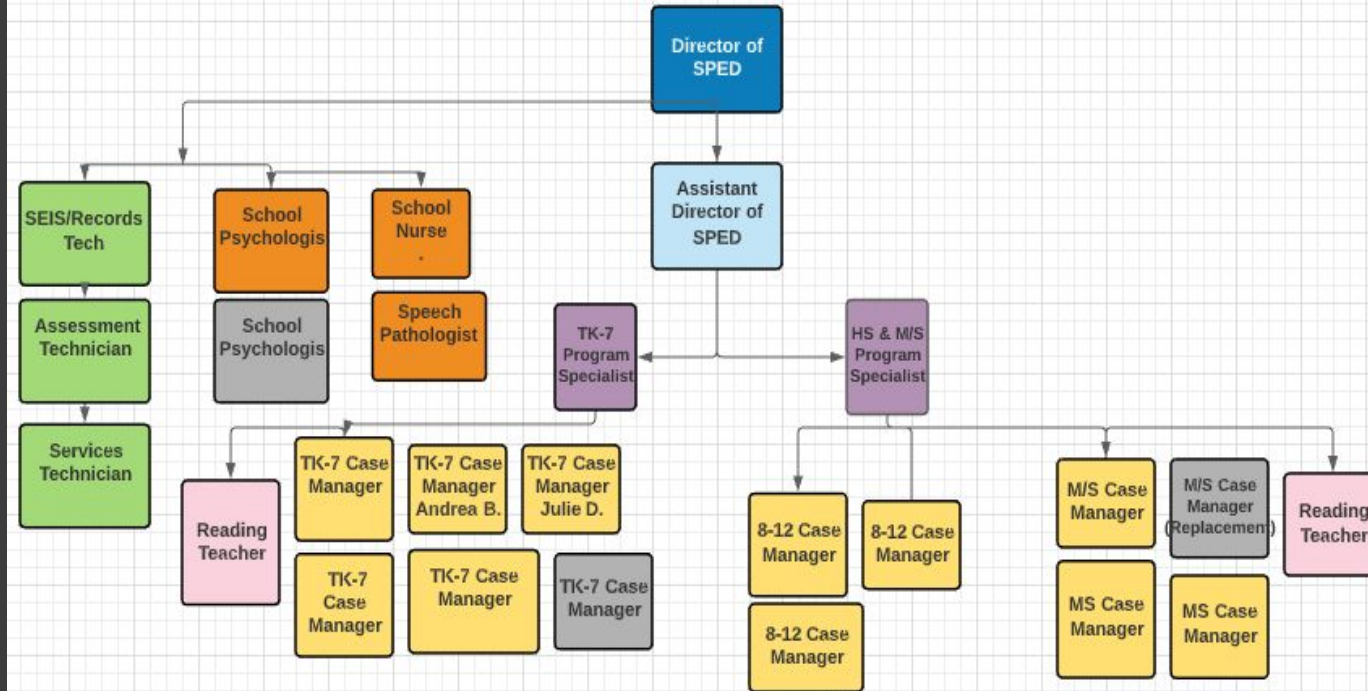 Director of
SPED
Assistant
Director of
SPED
SEIS/Records
Tech
School
Psychologis
School
Nurse
.
Assessment
Technician
School
Psychologis
Speech
Pathologist
TK-7
Program
Specialist
HS & M/S
Program
Specialist
Services
Technician
Reading
Teacher
TK-7 Case
Manager
TK-7 Case
Manager
Andrea B.
TK-7 Case
Manager
Julie D.
TK-7
Case
Manager
TK-7 Case
Manager
TK-7 Case
Manager
8-12 Case
Manager
8-12 Case
Manager
8-12 Case
Manager
M/S Case
Manager
M/S Case
Manager
(Replacement)
Reading
Teacher
MS Case
Manager
MS Case
Manager